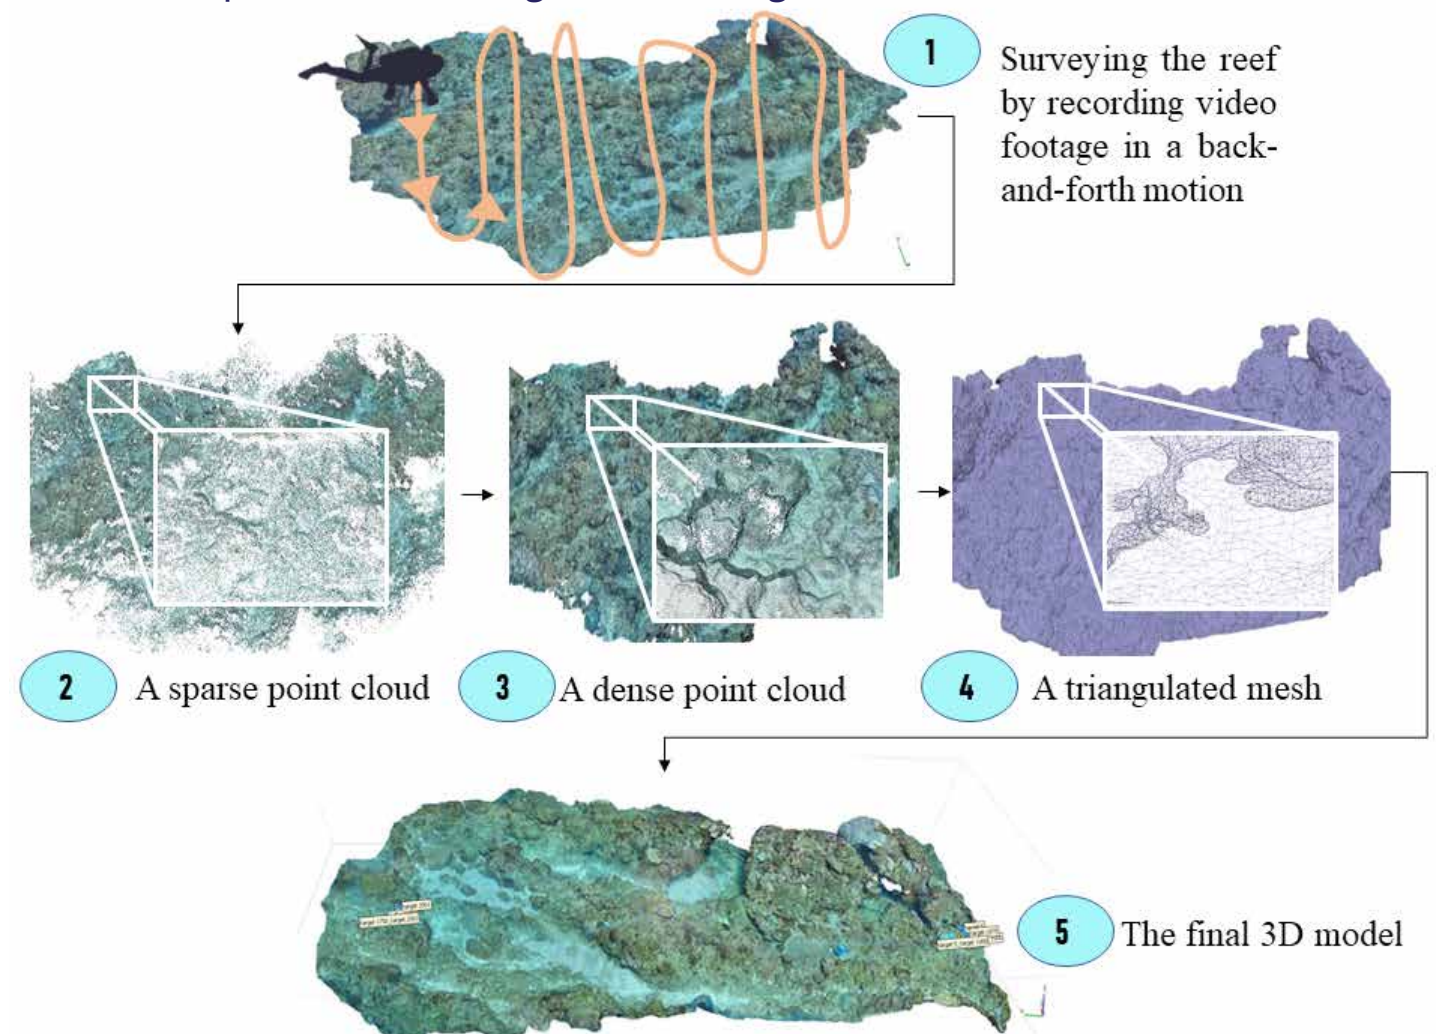 1
Surveying the reef
by recording video
footage in a back-
and-forth motion
2
A sparse point cloud
3
A dense point cloud
4
A triangulated mesh
5
The final 3D model